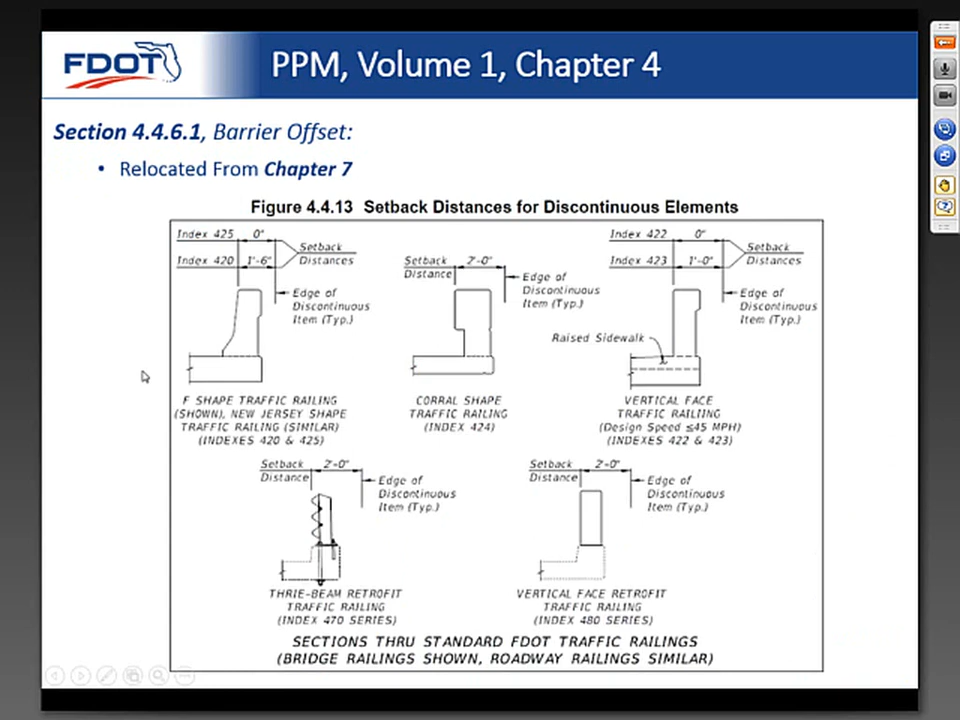 FDOT
PPM, Volume 1, Chapter 4
Section 4.4.6.1, Barrier Offset:
• Relocated From Chapter 7
Figure 4.4.13 Setback Distances for Discontinuous Elements
Index 425 0"
Index 420 1'-6"
Setback
Distances
Edge of
Discontinuous
Item (Typ.)
F SHAPE TRAFFIC RAILING
(SHOWN), NEW JERSEY SHAPE
TRAFFIC RAILING (SIMILAR)
(INDEXES 420 & 425)
Setback
Distance
2'-0"
Edge of
Discontinuous
Item (Typ.)
CORRAL SHAPE
TRAFFIC RAILING
(INDEX 424)
Index 422 0"
Index 423 1'-0"
Setback
Distances
Edge of
Discontinuous
Item (Typ.)
Raised Sidewalk
VERTICAL FACE
TRAFFIC RAILIING
(Design Speed ≤45 MPH)
(INDEXES 422 & 423)
Setback
Distance
2'-0"
Edge of
Discontinuous
Item (Typ.)
THRIE-BEAM RETROFIT
TRAFFIC RAILING
(INDEX 470 SERIES)
Setback
Distance
2'-0"
Edge of
Discontinuous
Item (Typ.)
VERTICAL FACE RETROFIT
TRAFFIC RAILING
(INDEX 480 SERIES)
SECTIONS THRU STANDARD FDOT TRAFFIC RAILINGS
(BRIDGE RAILINGS SHOWN, ROADWAY RAILINGS SIMILAR)